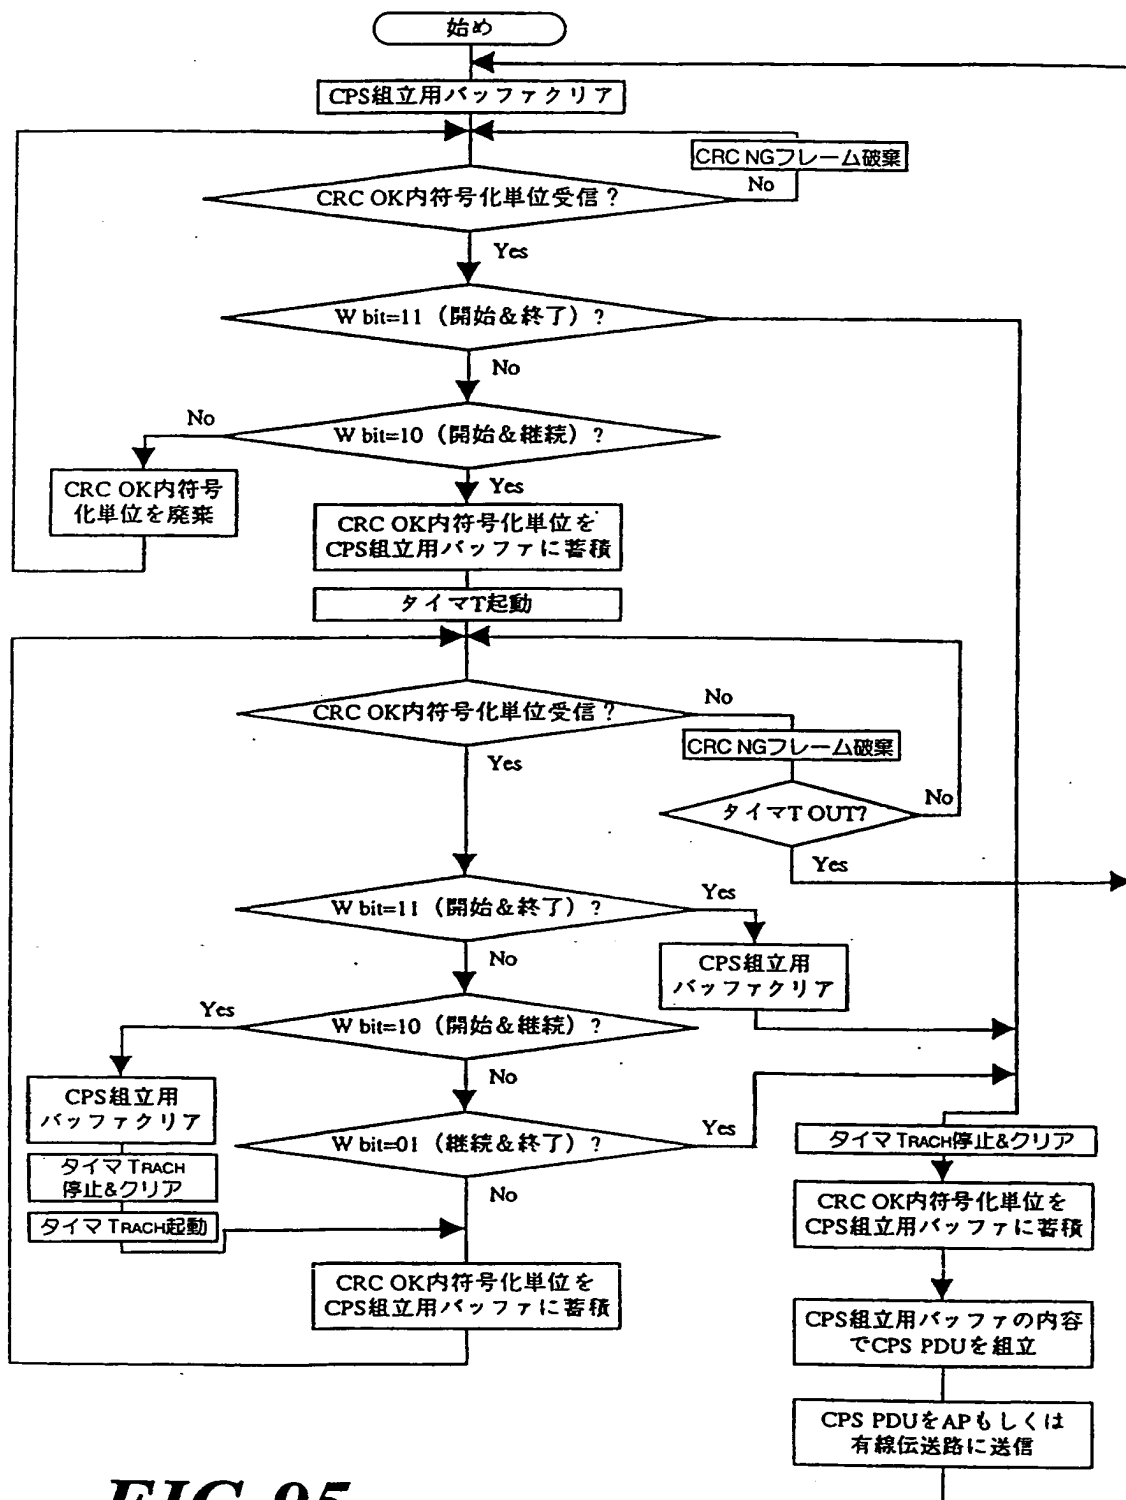 始め
CPS組立用バッファクリア
CRC NGフレーム破棄
No
CRC OK内符号化単位受信?
Yes
W bit=11 (開始&終了) ?
No
No
W bit=10 (開始&継続) ?
Yes
CRC OK内符号
化単位を廃棄
CRC OK内符号化単位を
CPS組立用バッファに蓄積
タイマT起動
No
CRC OK内符号化単位受信?
CRC NGフレーム破棄
Yes
タイマT OUT?
No
Yes
Yes
W bit=11 (開始&終了) ?
No
CPS組立用
バッファクリア
Yes
W bit=10 (開始&継続) ?
No
CPS組立用
バッファクリア
W bit=01 (継続&終了) ?
Yes
タイマ TRACH停止&クリア
タイマ TRACH
停止&クリア
No
CRC OK内符号化単位を
CPS組立用バッファに蓄積
タイマ TRACH起動
CRC OK内符号化単位を
CPS組立用バッファに蓄積
CPS組立用バッファの内容
でCPS PDUを組立
CPS PDUをAPもしくは
有線伝送路に送信
FIG.95